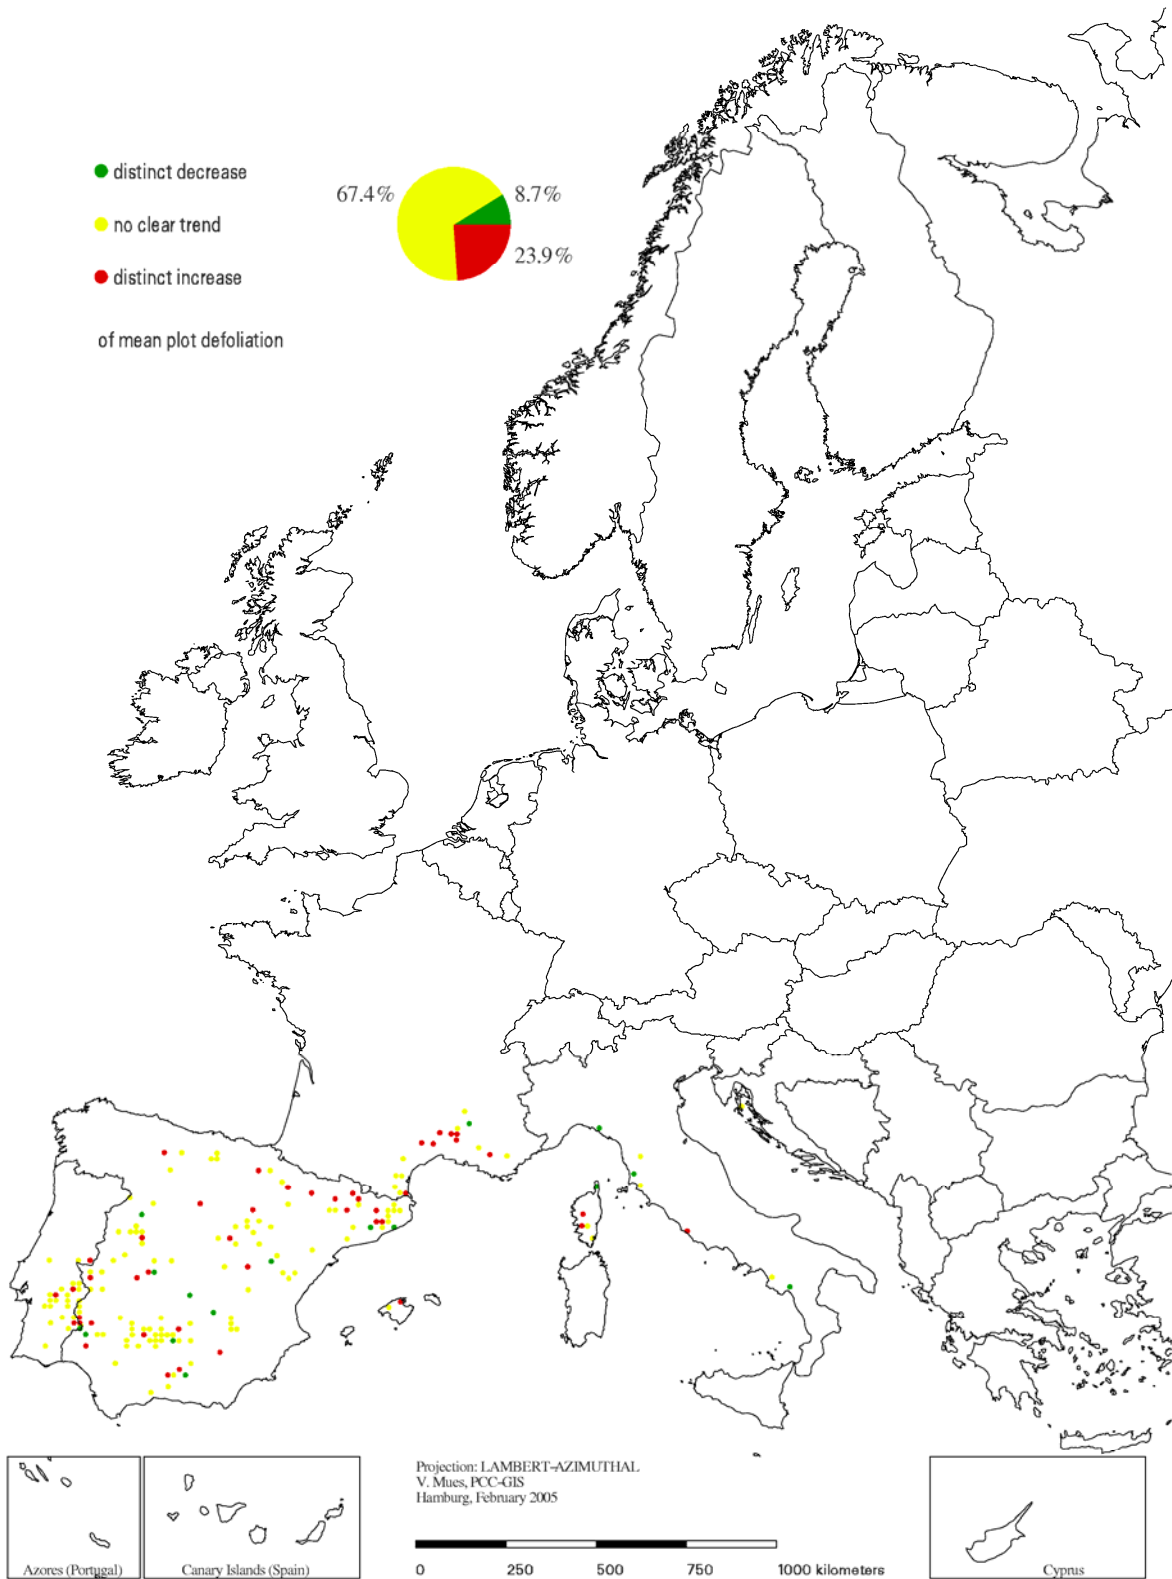 distinct decrease
67.4%
8.7%
no clear trend
23.9%
distinct increase
of mean plot defoliation
Projection: LAMBERT-AZIMUTHAL
V. Mues, PCC-GIS
Hamburg, February 2005
0 250 500 750 1000 kilometers
Azores (Portugal)
Canary Islands (Spain)
Cyprus